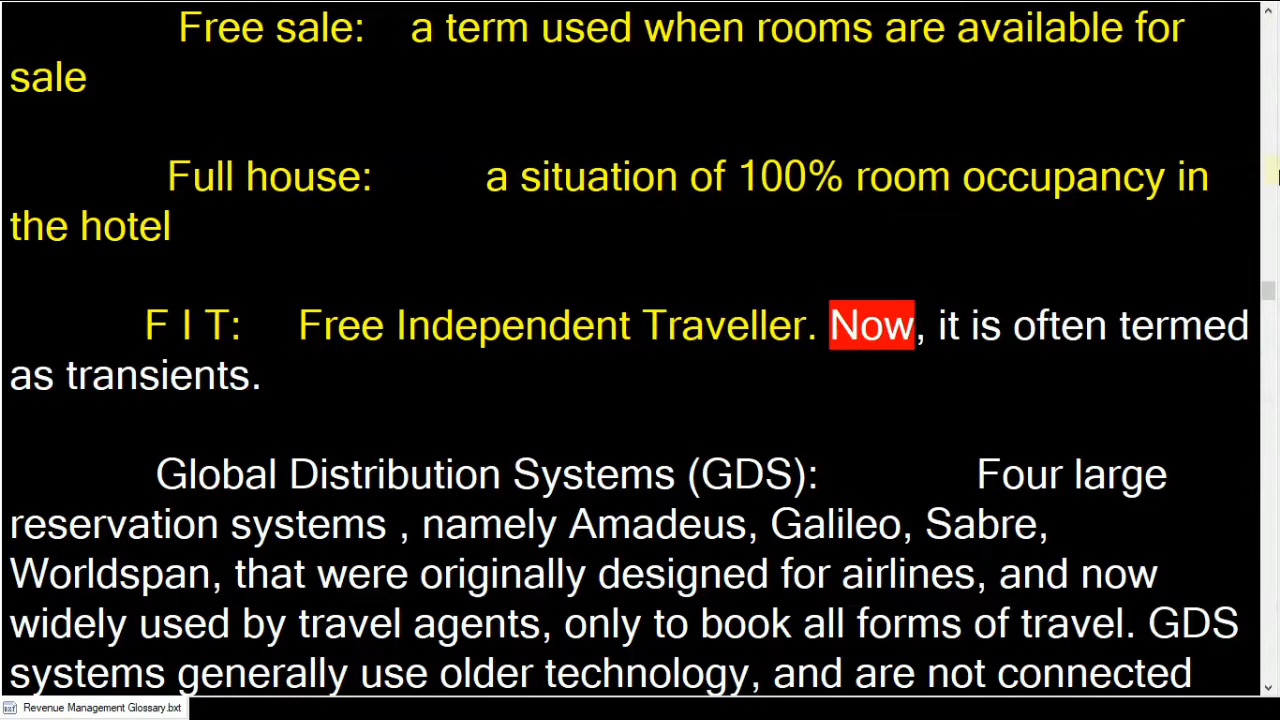 Free sale: a term used when rooms are available for
sale
Full house: a situation of 100% room occupancy in
the hotel
F I T: Free Independent Traveller. Now, it is often termed
as transients.
Global Distribution Systems (GDS): Four large
reservation systems , namely Amadeus, Galileo, Sabre,
Worldspan, that were originally designed for airlines, and now
widely used by travel agents, only to book all forms of travel. GDS
systems generally use older technology, and are not connected
Revenue Management Glossary.bxt